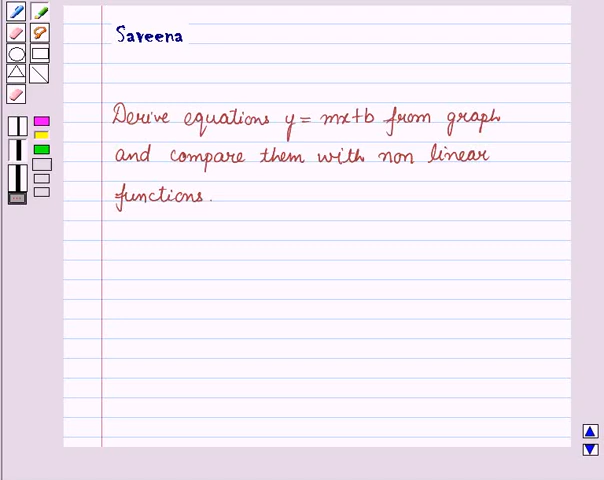 Saveena
Derive equations y = mx+b from graph
and compare them with non linear
functions.